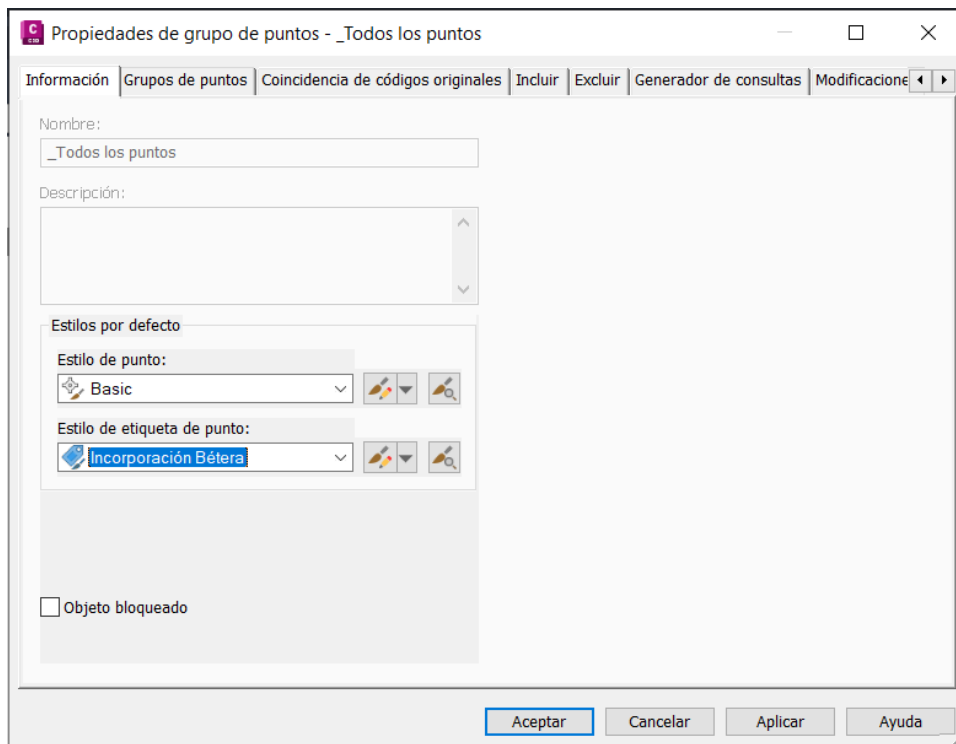 C
C3D
Propiedades de grupo de puntos - _Todos los puntos
Información Grupos de puntos Coincidencia de códigos originales Incluir Excluir Generador de consultas Modificacione
Nombre:
_Todos los puntos
Descripción:
Estilos por defecto
Estilo de punto:
Basic
Estilo de etiqueta de punto:
Incorporación Bétera
Objeto bloqueado
Aceptar Cancelar Aplicar Ayuda